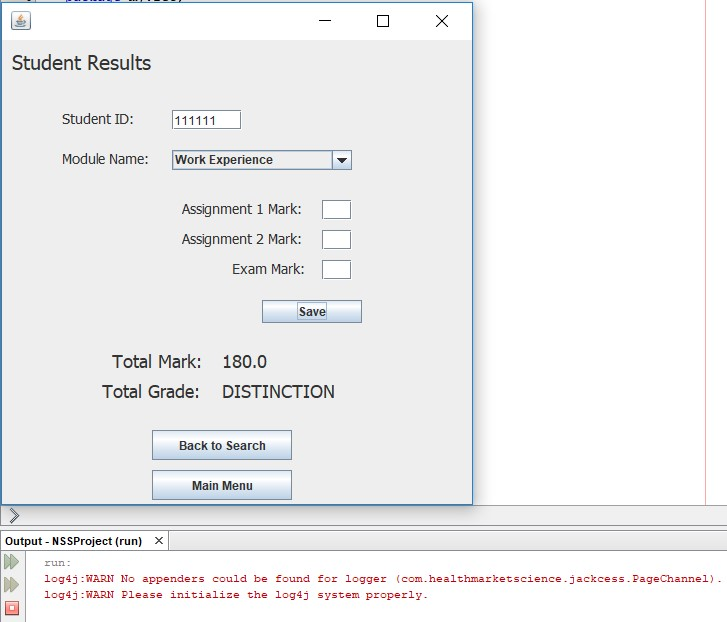 Student Results
Student ID: 111111
Module Name: Work Experience
Assignment 1 Mark:
Assignment 2 Mark:
Exam Mark:
Save
Total Mark: 180.0
Total Grade: DISTINCTION
Back to Search
Main Menu
Output - NSSProject (run)
run:
log4j:WARN No appenders could be found for logger (com.healthmarketscience.jackcess.PageChannel).
log4j:WARN Please initialize the log4j system properly.